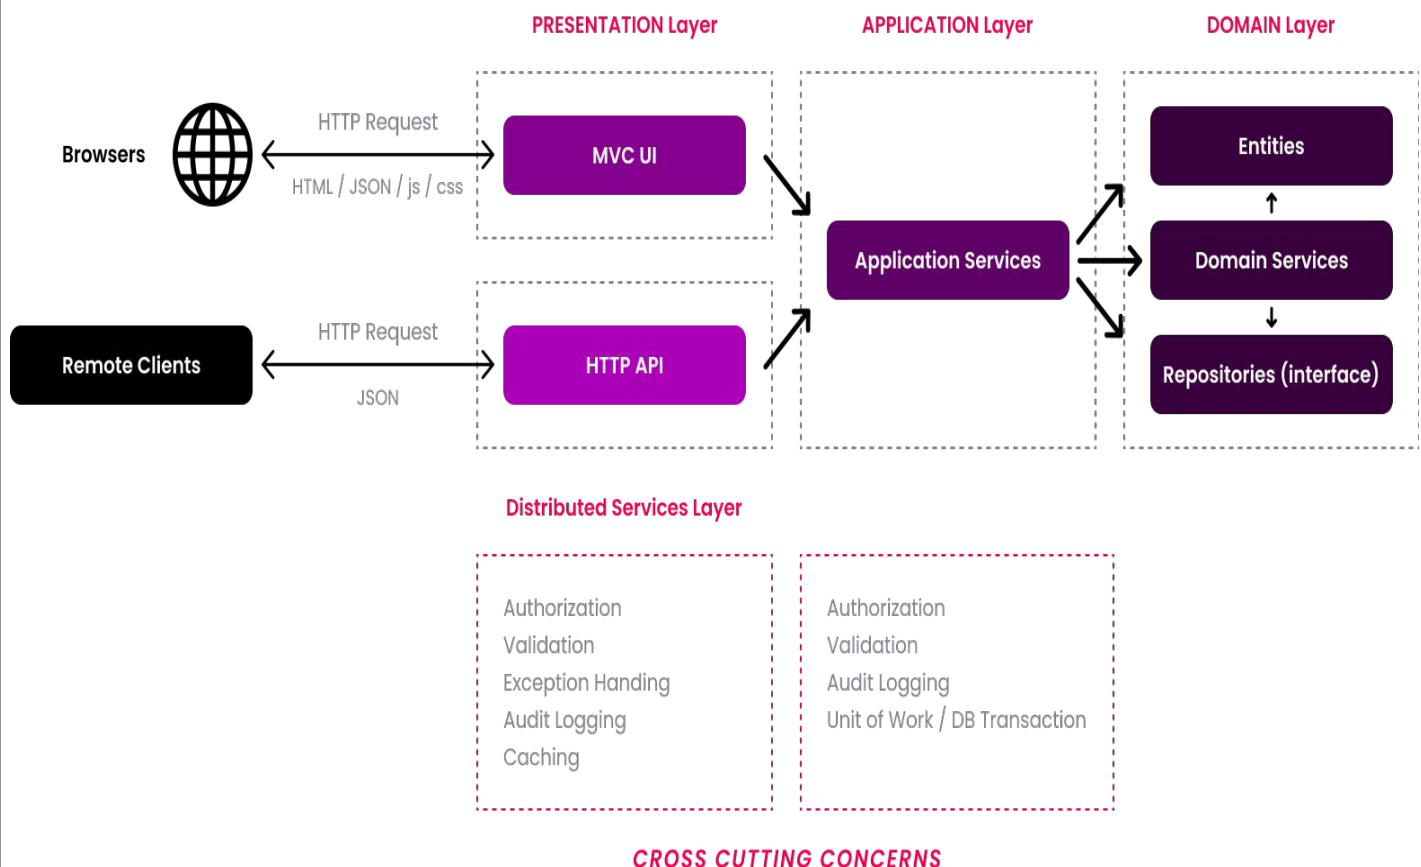 PRESENTATION Layer
APPLICATION Layer
DOMAIN Layer
Browsers
HTTP Request
HTML / JSON / js / css
MVC UI
Application Services
Entities
Domain Services
Repositories (interface)
Remote Clients
HTTP Request
JSON
HTTP API
Distributed Services Layer
Authorization
Validation
Exception Handing
Audit Logging
Caching
Authorization
Validation
Audit Logging
Unit of Work / DB Transaction
CROSS CUTTING CONCERNS